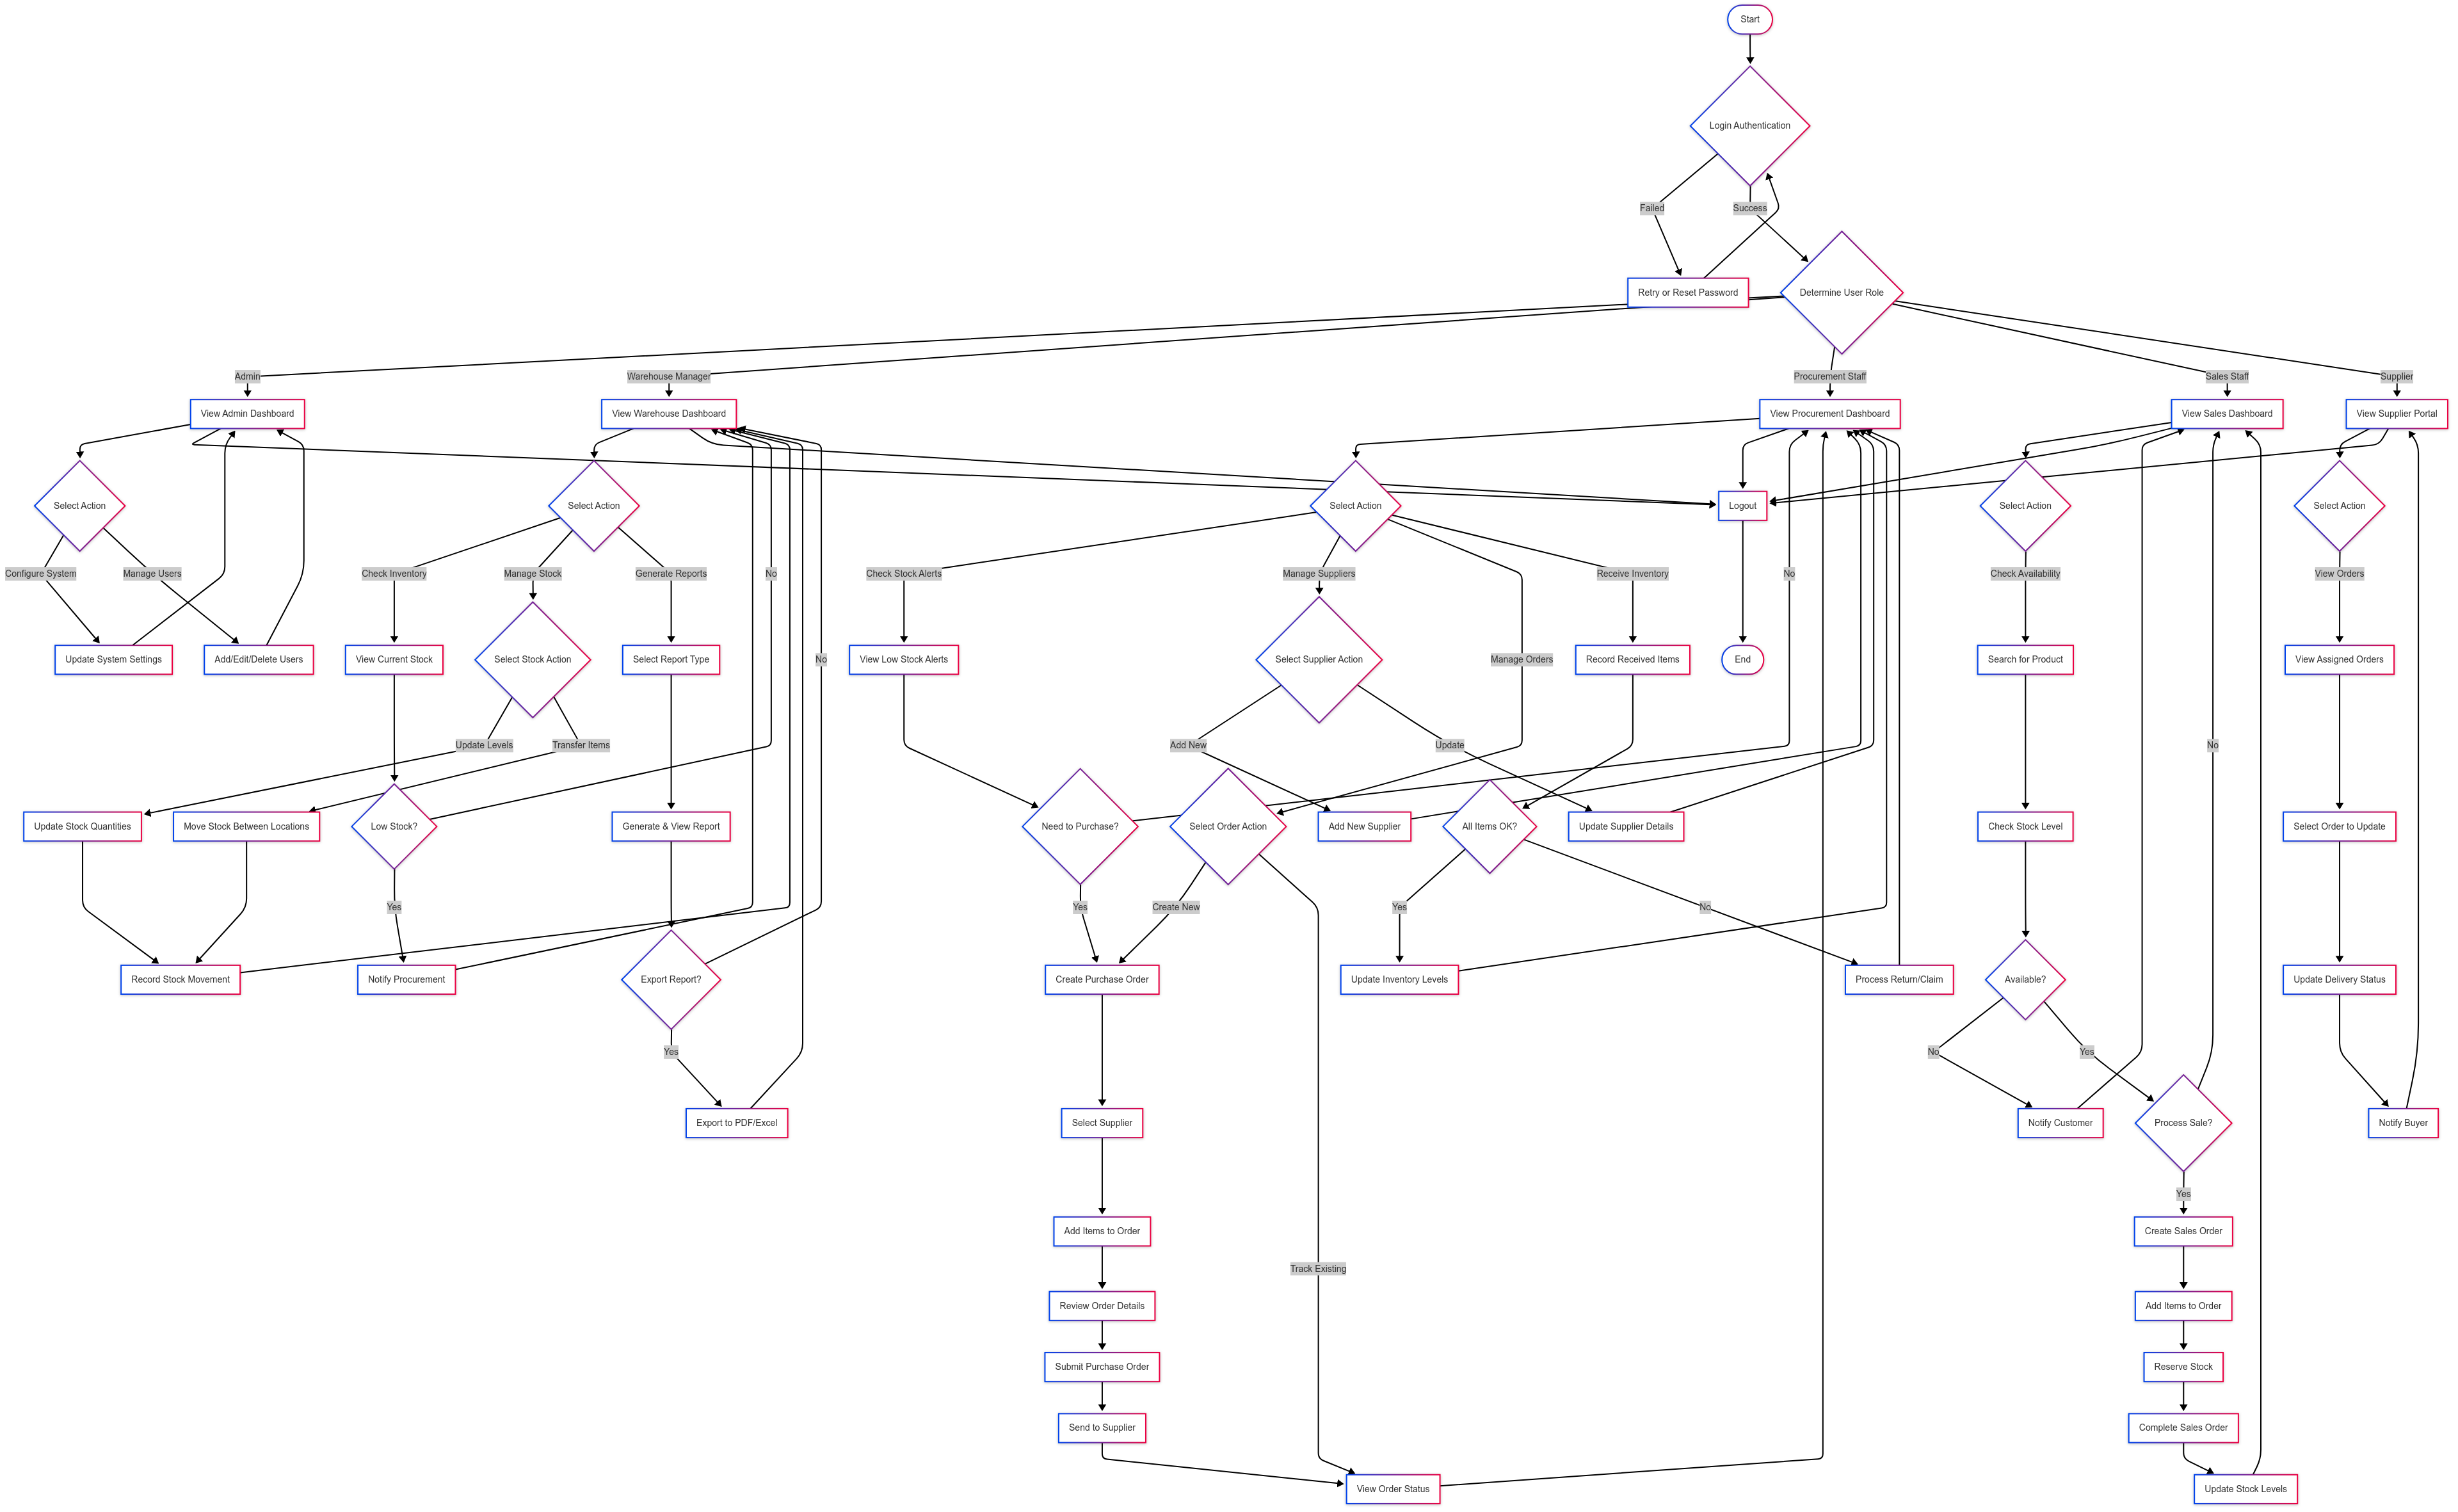 Start
Login Authentication
Failed
Success
Retry or Reset Password
Determine User Role
Admin
Warehouse Manager
Procurement Staff
Sales Staff
Supplier
View Admin Dashboard
View Warehouse Dashboard
View Procurement Dashboard
View Sales Dashboard
View Supplier Portal
Select Action
Select Action
Select Action
Logout
Select Action
Select Action
Configure System
Manage Users
Check Inventory
Manage Stock
Generate Reports
No
Check Stock Alerts
Manage Suppliers
Receive Inventory
No
Check Availability
View Orders
Update System Settings
Add/Edit/Delete Users
View Current Stock
Select Stock Action
Select Report Type
No
View Low Stock Alerts
Select Supplier Action
Manage Orders
Record Received Items
End
Search for Product
View Assigned Orders
Update Levels
Transfer Items
Add New
Update
No
Update Stock Quantities
Move Stock Between Locations
Low Stock?
Generate & View Report
Need to Purchase?
Select Order Action
Add New Supplier
All Items OK?
Update Supplier Details
Check Stock Level
Select Order to Update
Yes
Yes
Create New
Yes
No
Record Stock Movement
Notify Procurement
Export Report?
Create Purchase Order
Update Inventory Levels
Process Return/Claim
Available?
Update Delivery Status
Yes
No
Yes
Export to PDF/Excel
Select Supplier
Notify Customer
Process Sale?
Notify Buyer
Yes
Add Items to Order
Create Sales Order
Track Existing
Review Order Details
Add Items to Order
Submit Purchase Order
Reserve Stock
Send to Supplier
Complete Sales Order
View Order Status
Update Stock Levels